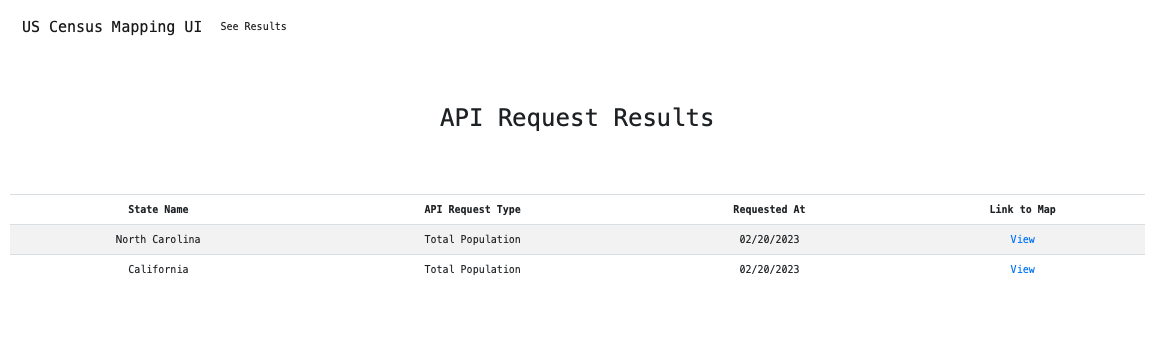 US Census Mapping UI See Results
API Request Results
State Name API Request Type Requested At Link to Map
North Carolina Total Population 02/20/2023 View
California Total Population 02/20/2023 View